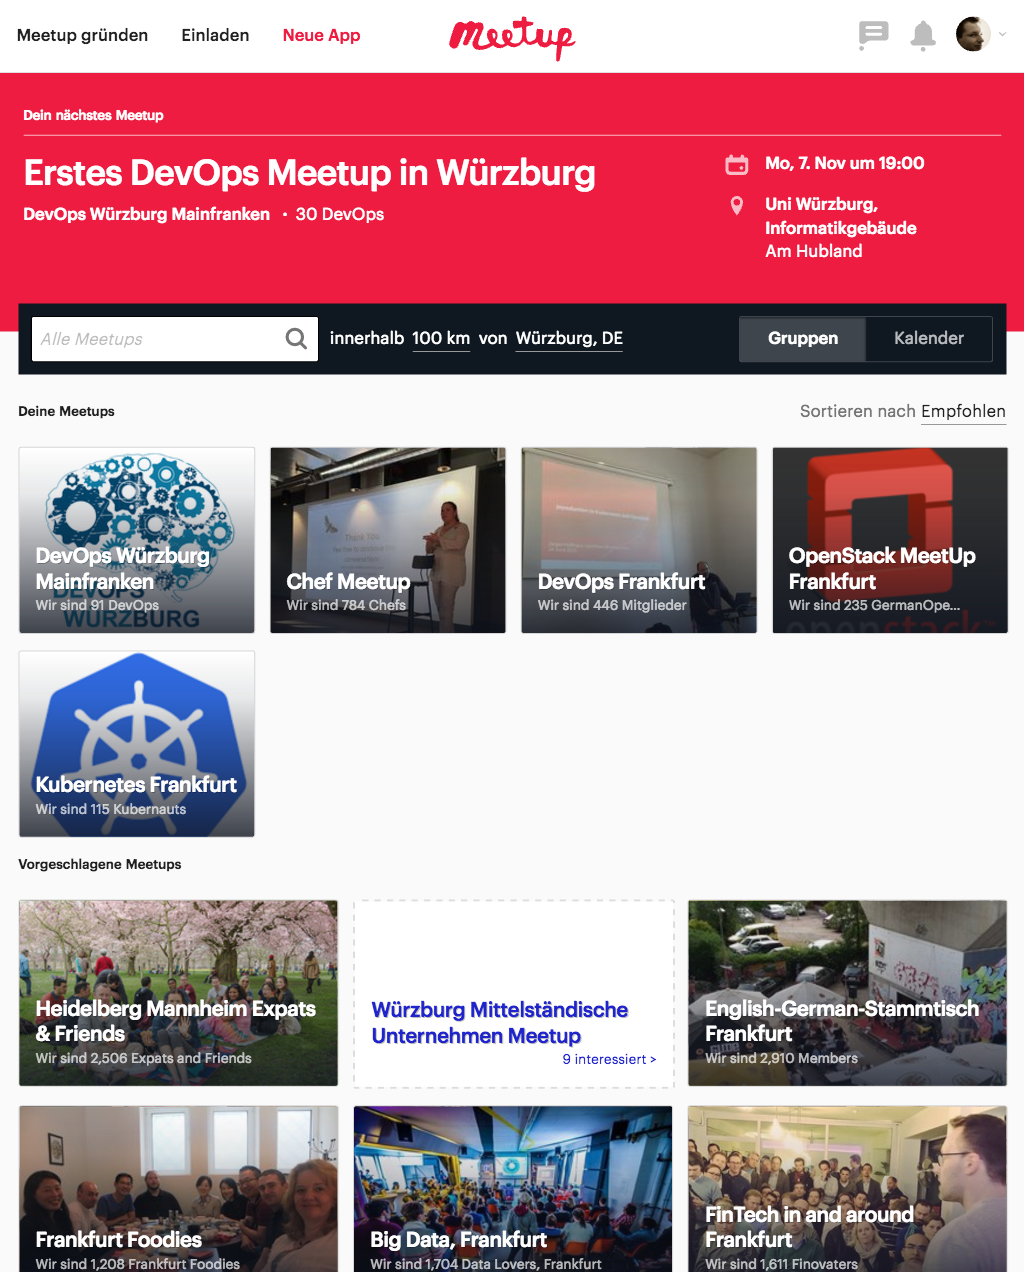 Meetup gründen Einladen Neue App
Meetup
Dein nächstes Meetup
Erstes DevOps Meetup in Würzburg
DevOps Würzburg Mainfranken • 30 DevOps
Mo, 7. Nov um 19:00
Uni Würzburg,
Informatikgebäude
Am Hubland
Alle Meetups innerhalb 100 km von Würzburg, DE Gruppen Kalender
Deine Meetups
Sortieren nach Empfohlen
DevOps Würzburg
Mainfranken
Wir sind 91 DevOps
DEVOPS
WÜRZBURG
Thank You
Chef Meetup
Wir sind 784 Chefs
DevOps Frankfurt
Wir sind 446 Mitglieder
OpenStack MeetUp
Frankfurt
Wir sind 235 GermanOpe...
openstack™
Kubernetes Frankfurt
Wir sind 115 Kubernauts
Vorgeschlagene Meetups
Heidelberg Mannheim Expats
& Friends
Wir sind 2,506 Expats and Friends
Würzburg Mittelständische
Unternehmen Meetup
9 interessiert >
English-German-Stammtisch
Frankfurt
Wir sind 2,910 Members
Frankfurt Foodies
Wir sind 1,208 Frankfurt Foodies
Big Data, Frankfurt
Wir sind 1,704 Data Lovers, Frankfurt
FinTech in and around
Frankfurt
Wir sind 1,611 Finovaters